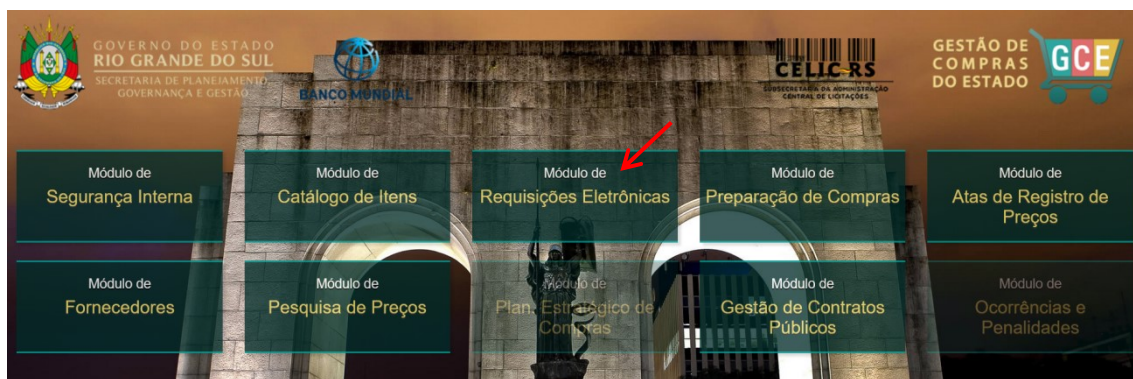 GOVERNO DO ESTADO
RIO GRANDE DO SUL
SECRETARIA DE PLANEJAMENTO,
GOVERNANÇA E GESTÃO
BANCO MUNDIAL
CELIC-RS
SUBSECRETARIA DA ADMINISTRAÇÃO
CENTRAL DE LICITAÇÕES
GESTÃO DE
COMPRAS
DO ESTADO
GCE
Módulo de
Segurança Interna
Módulo de
Catálogo de Itens
Módulo de
Requisições Eletrônicas
Módulo de
Preparação de Compras
Módulo de
Atas de Registro de
Preços
Módulo de
Fornecedores
Módulo de
Pesquisa de Preços
Módulo de
Plan. Estratégico de
Compras
Módulo de
Gestão de Contratos
Públicos
Módulo de
Ocorrências e
Penalidades